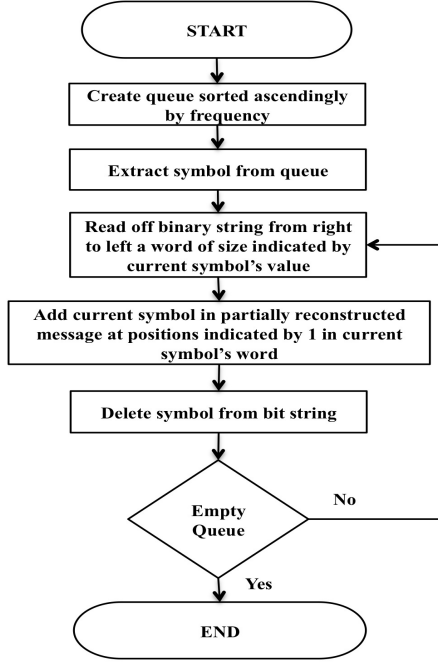 START
Create queue sorted ascendingly
by frequency
Extract symbol from queue
Read off binary string from right
to left a word of size indicated by
current symbol's value
Add current symbol in partially reconstructed
message at positions indicated by 1 in current
symbol's word
Delete symbol from bit string
Empty
Queue
No
Yes
END